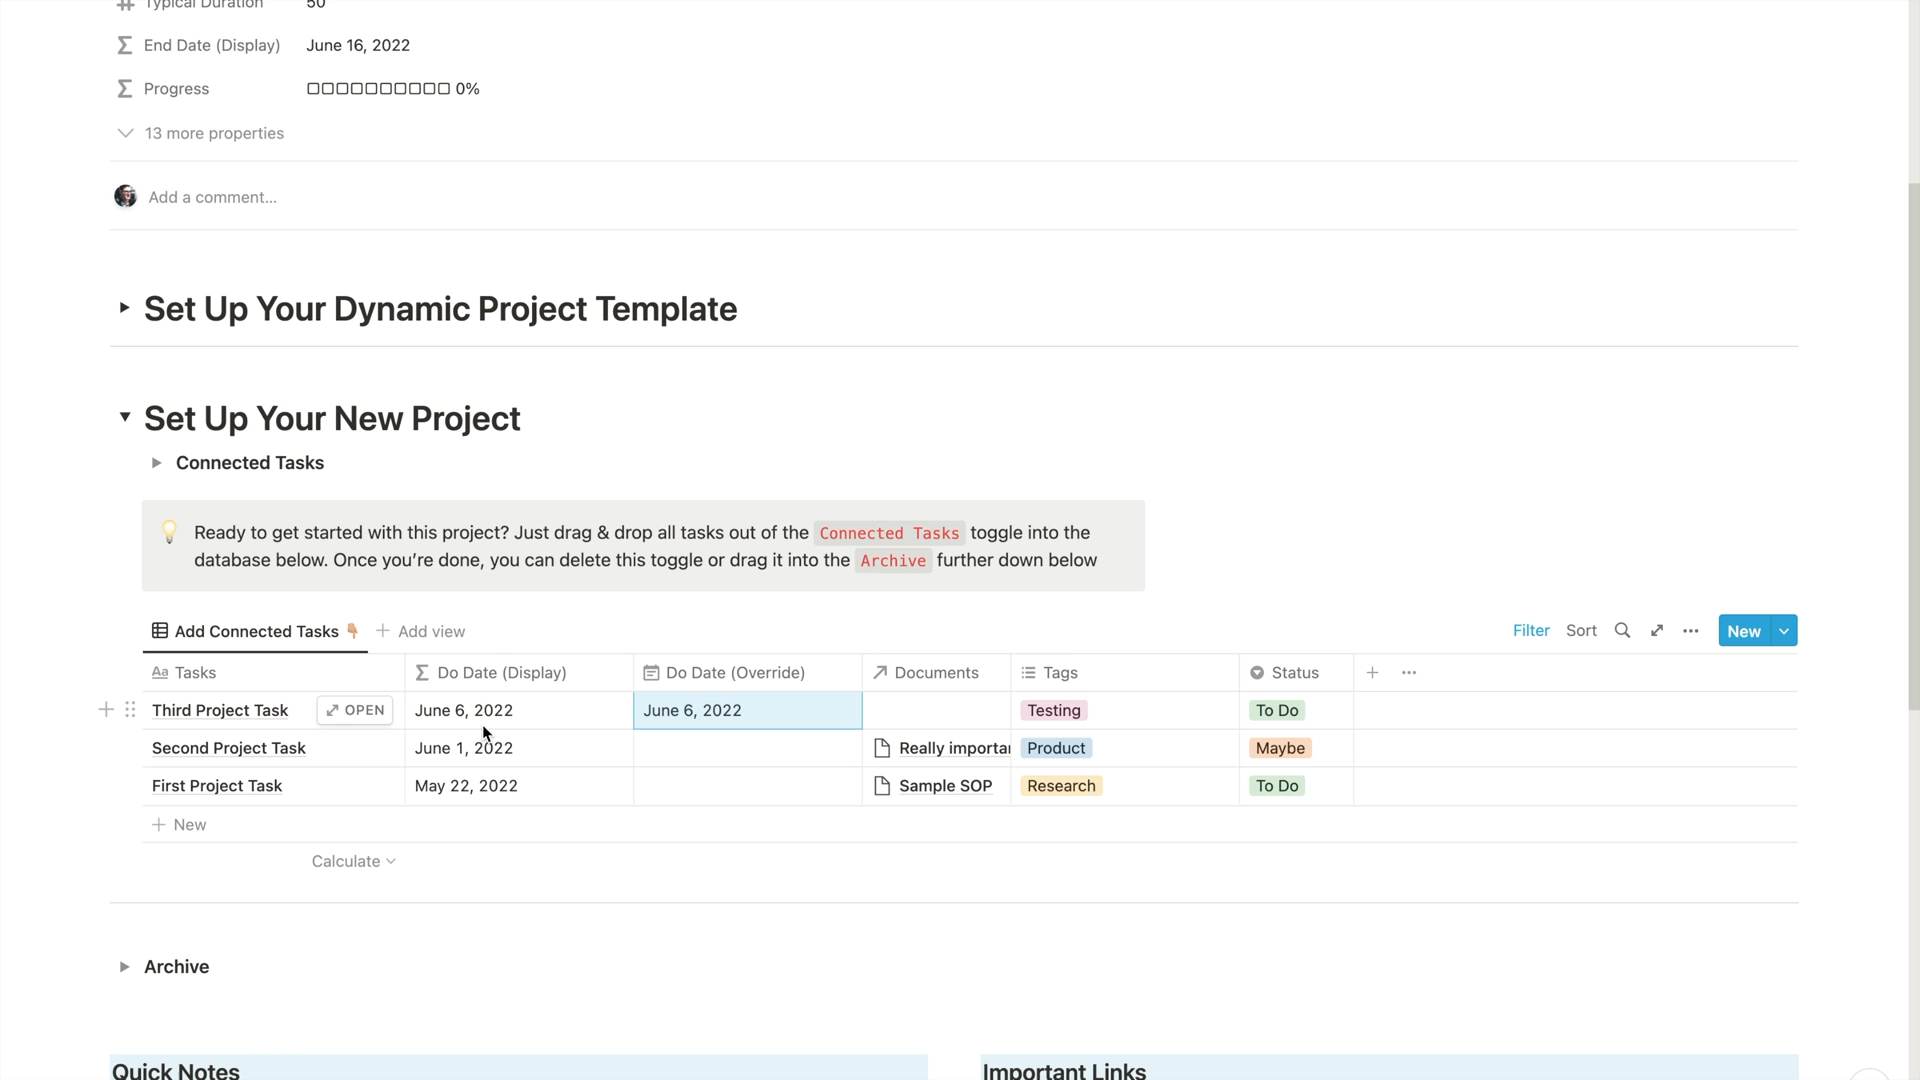 Typical Duration 50
End Date (Display) June 16, 2022
Progress 0%
13 more properties
Add a comment...
Set Up Your Dynamic Project Template
Set Up Your New Project
Connected Tasks
Ready to get started with this project? Just drag & drop all tasks out of the Connected Tasks toggle into the
database below. Once you’re done, you can delete this toggle or drag it into the Archive further down below
Add Connected Tasks Add view Filter Sort New
Aa Tasks Do Date (Display) Do Date (Override) Documents Tags Status
Third Project Task OPEN June 6, 2022 June 6, 2022 Testing To Do
Second Project Task June 1, 2022 Really importan Product Maybe
First Project Task May 22, 2022 Sample SOP Research To Do
New
Calculate
Archive
Quick Notes Important Links